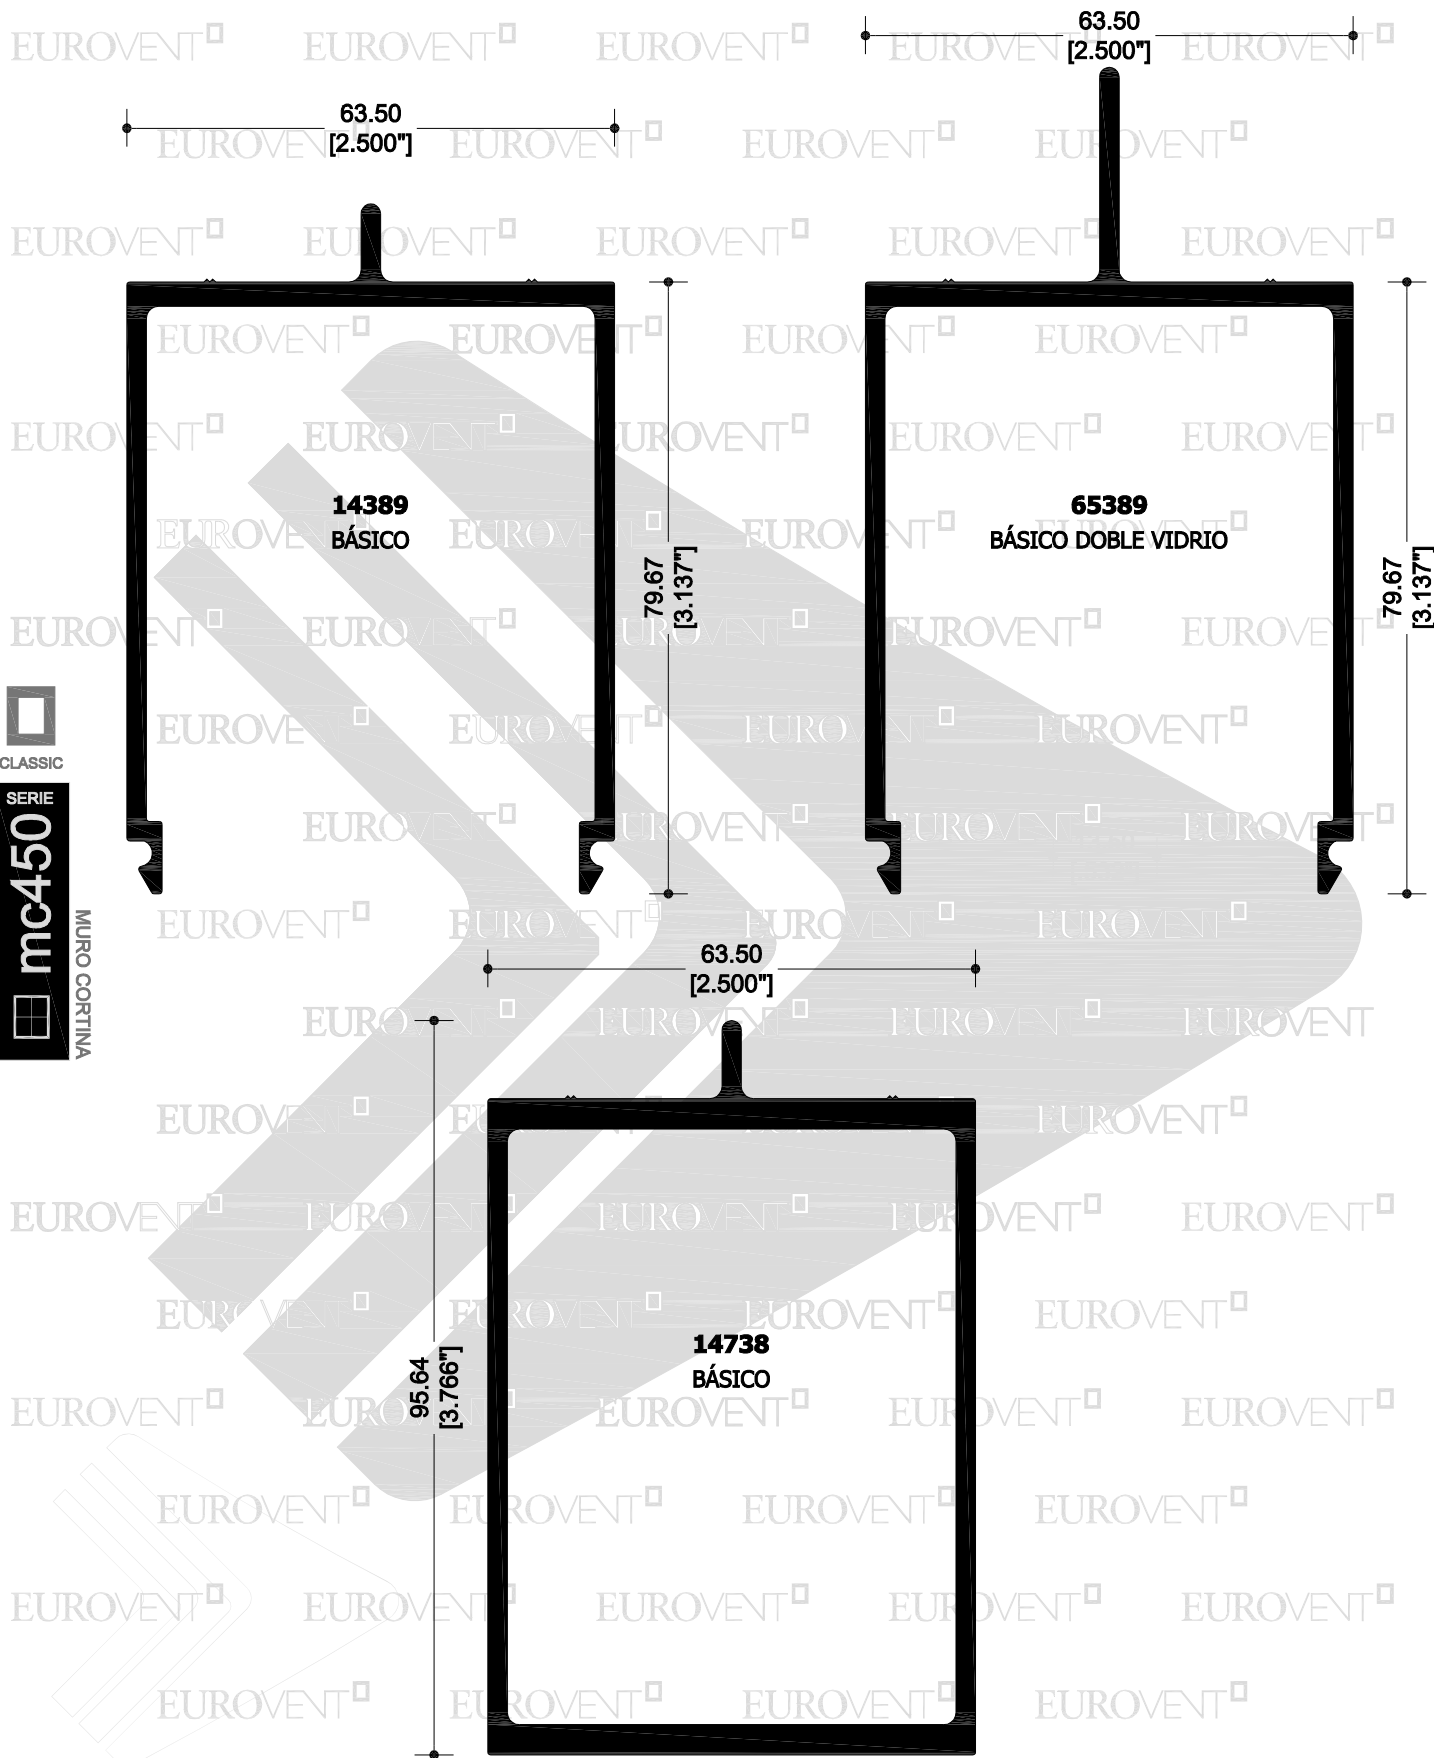 63.50
[2.500"]
63.50
[2.500"]
14389
BÁSICO
79.67
[3.137"]
65389
BÁSICO DOBLE VIDRIO
79.67
[3.137"]
CLASSIC
SERIE
mc450
MURO CORTINA
63.50
[2.500"]
95.64
[3.766"]
14738
BÁSICO
EUROVENT